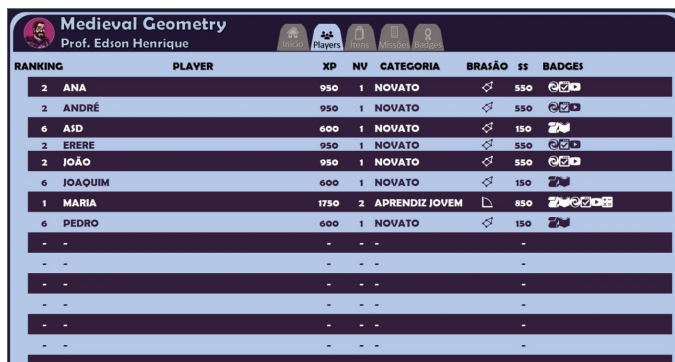 Medieval Geometry
Prof. Edson Henrique
Início Players Itens Missões Badges
RANKING PLAYER XP NV CATEGORIA BRASÃO $$ BADGES
2 ANA 950 1 NOVATO 550
2 ANDRÉ 950 1 NOVATO 550
6 ASD 600 1 NOVATO 150
2 ERERE 950 1 NOVATO 550
2 JOÃO 950 1 NOVATO 550
6 JOAQUIM 600 1 NOVATO 150
1 MARIA 1750 2 APRENDIZ JOVEM 850
6 PEDRO 600 1 NOVATO 150
- - - - - -
- - - - - -
- - - - - -
- - - - - -
- - - - - -
- - - - - -